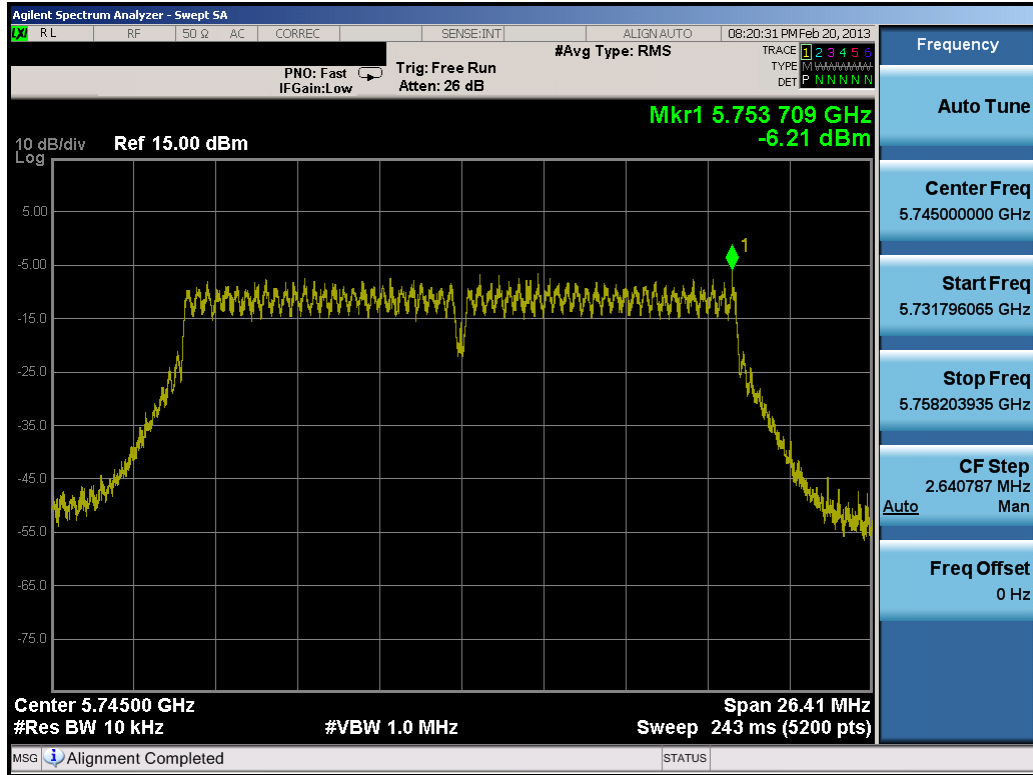 Agilent Spectrum Analyzer - Swept SA
LXI RL RF 50 Ω AC CORREC SENSE:INT ALIGN AUTO 08:20:31 PM Feb 20, 2013
Frequency
#Avg Type: RMS
TRACE 1 2 3 4 5 6
PNO: Fast Trig: Free Run
TYPE M WWWWW
IFGain:Low Atten: 26 dB
DET P N N N N N
Auto Tune
Mkr1 5.753 709 GHz
-6.21 dBm
10 dB/div Ref 15.00 dBm
Log
1
5.00
-5.00
-15.0
-25.0
-35.0
-45.0
-55.0
-65.0
-75.0
Center Freq
5.745000000 GHz
Start Freq
5.731796065 GHz
Stop Freq
5.758203935 GHz
CF Step
2.640787 MHz
Auto Man
Freq Offset
0 Hz
Center 5.74500 GHz Span 26.41 MHz
#Res BW 10 kHz #VBW 1.0 MHz Sweep 243 ms (5200 pts)
MSG Alignment Completed STATUS